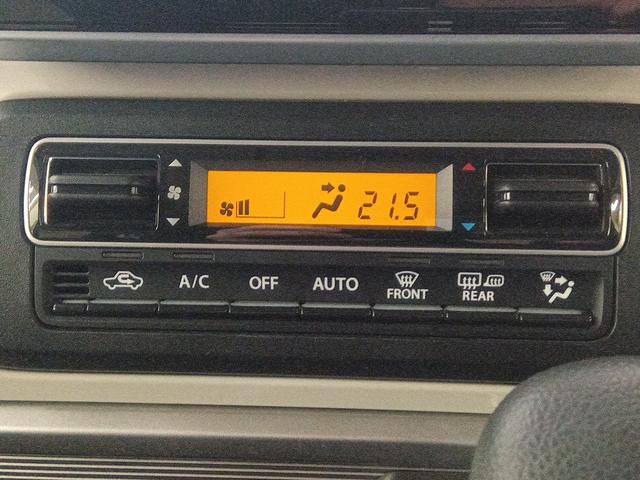 21.5
A/C OFF AUTO FRONT REAR